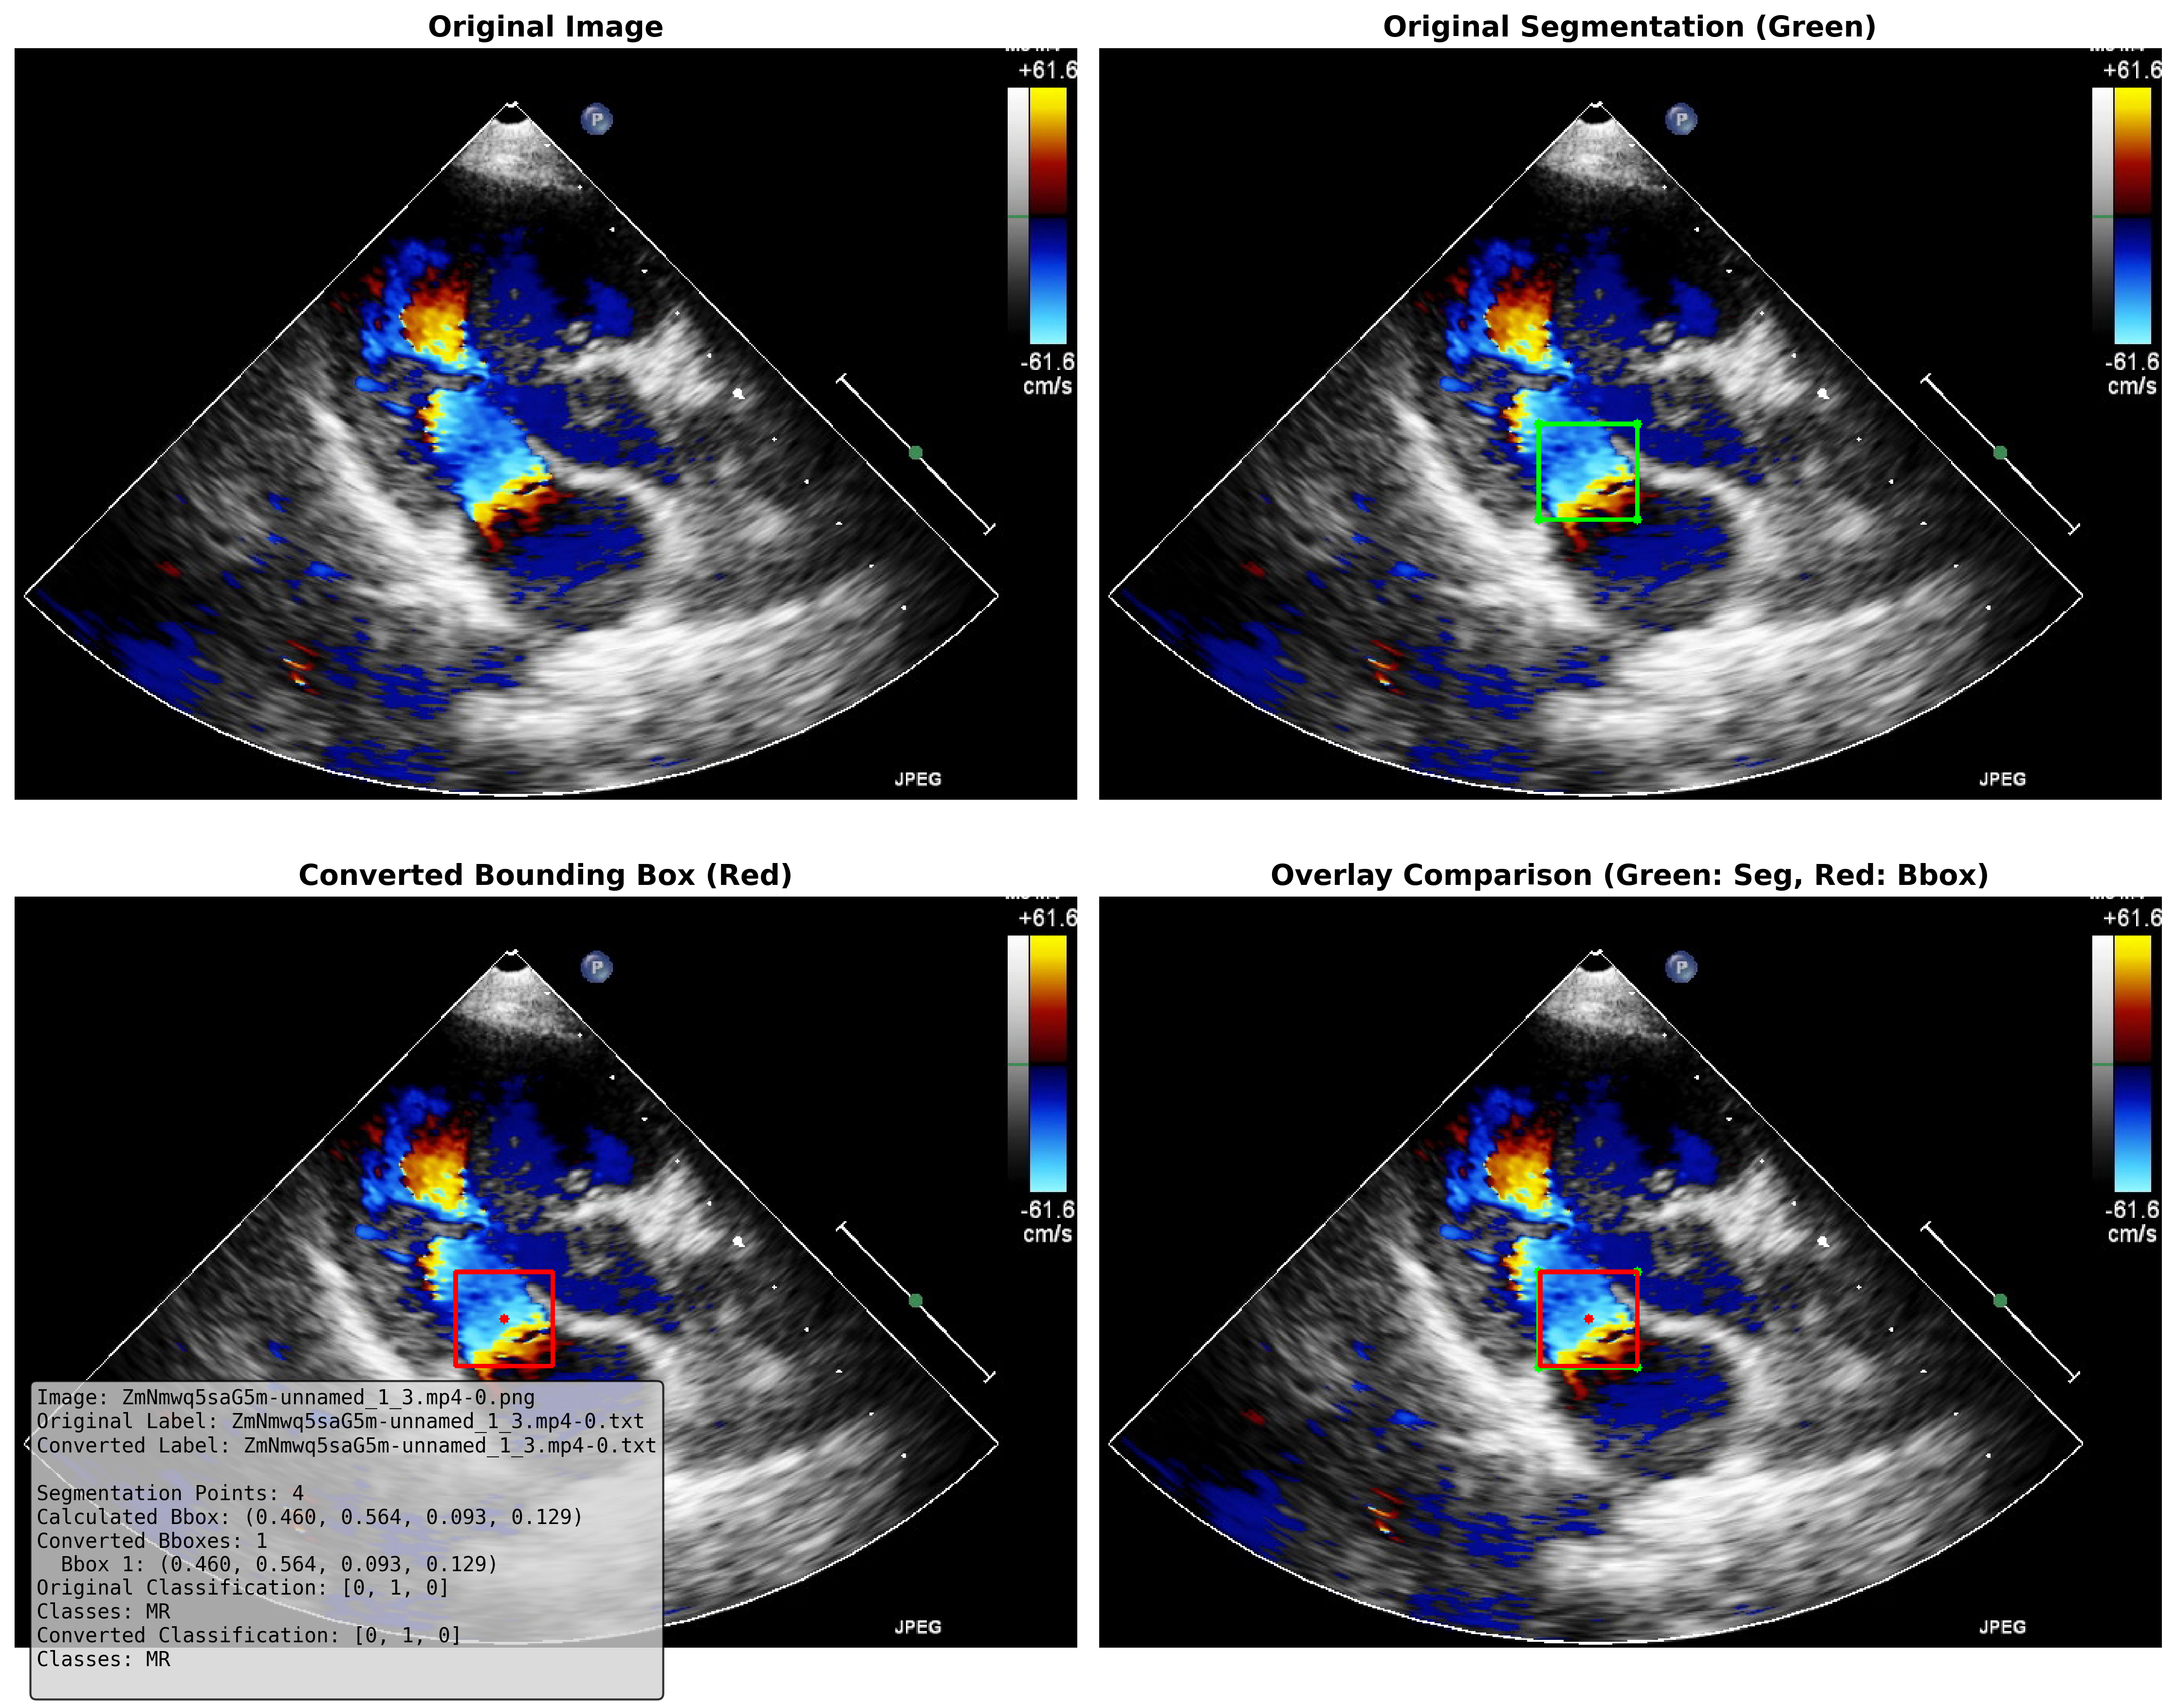 Original Image
+61.6
P
-61.6
cm/s
JPEG
Original Segmentation (Green)
+61.6
P
-61.6
cm/s
JPEG
Converted Bounding Box (Red)
+61.6
P
-61.6
cm/s
JPEG
Image: ZmNmwq5saG5m-unnamed_1_3.mp4-0.png
Original Label: ZmNmwq5saG5m-unnamed_1_3.mp4-0.txt
Converted Label: ZmNmwq5saG5m-unnamed_1_3.mp4-0.txt
Segmentation Points: 4
Calculated Bbox: (0.460, 0.564, 0.093, 0.129)
Converted Bboxes: 1
Bbox 1: (0.460, 0.564, 0.093, 0.129)
Original Classification: [0, 1, 0]
Classes: MR
Converted Classification: [0, 1, 0]
Classes: MR
Overlay Comparison (Green: Seg, Red: Bbox)
+61.6
P
-61.6
cm/s
JPEG